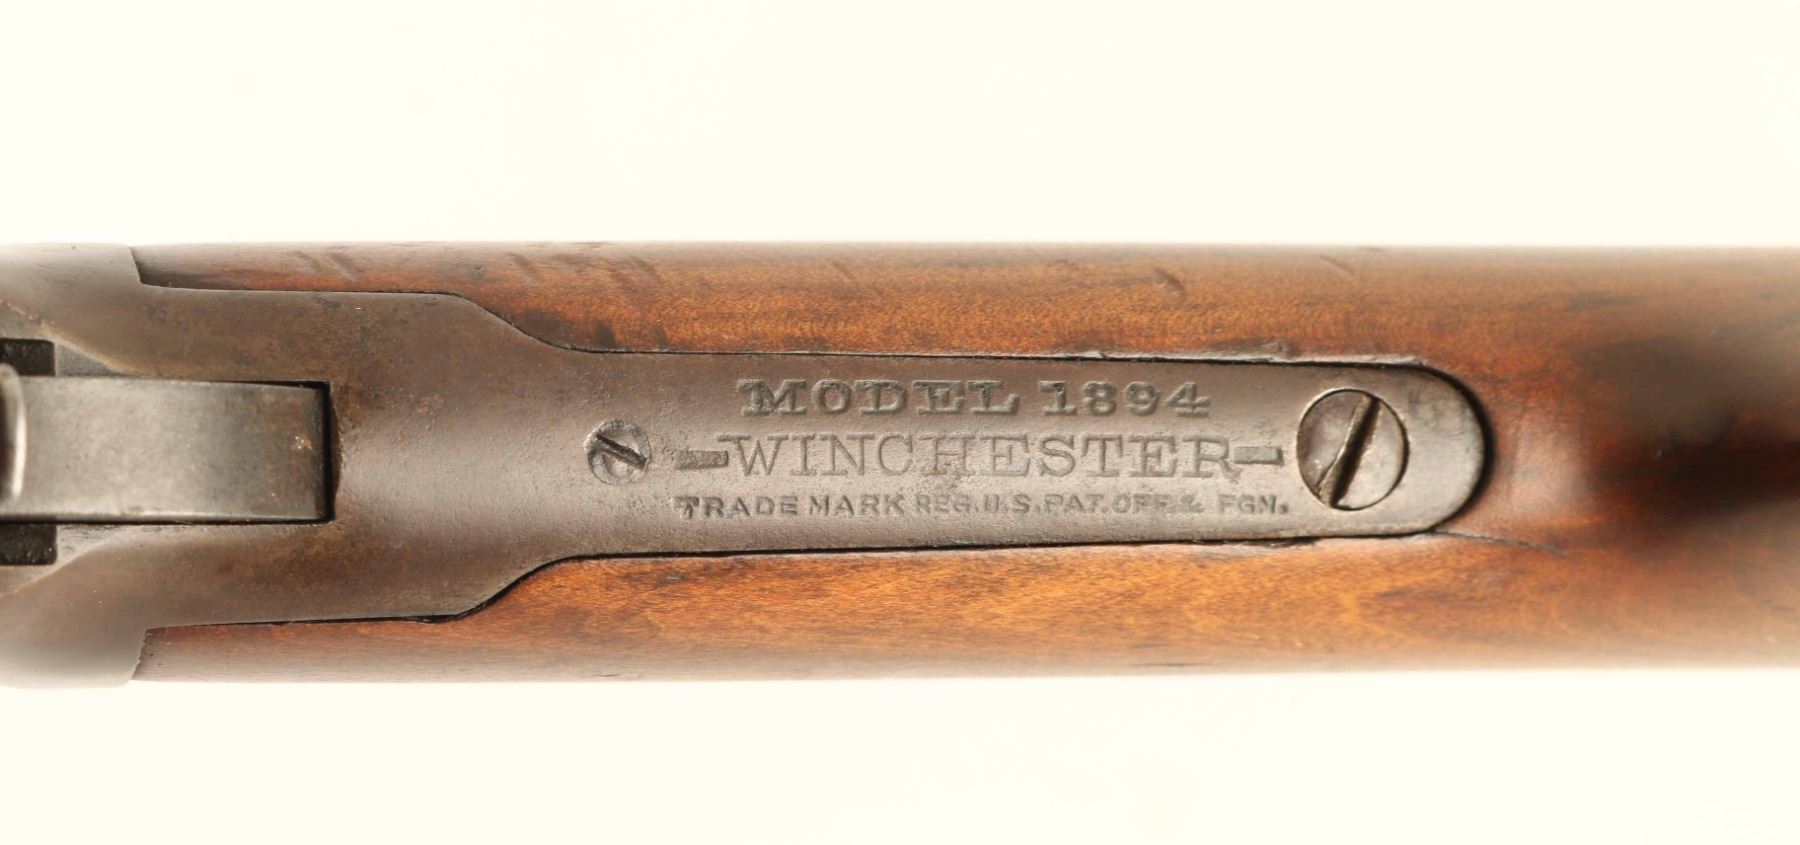 MODEL 1894
-WINCHESTER-
TRADE MARK REG. U.S. PAT. OFF. & FGN.